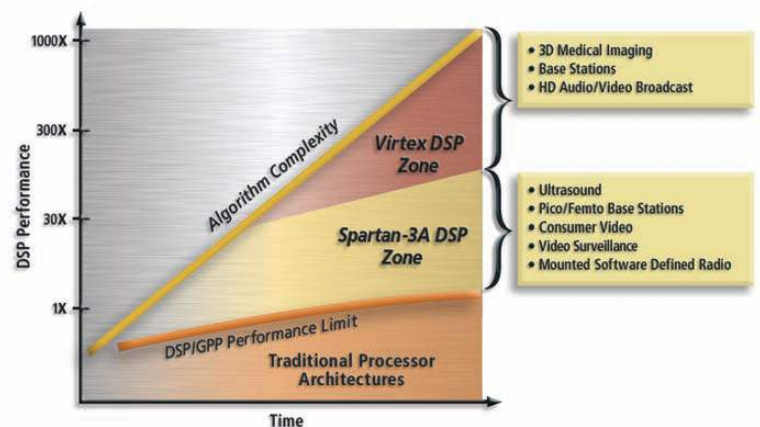 1000X
300X
30X
1X
DSP Performance
Time
Algorithm Complexity
Virtex DSP
Zone
Spartan-3A DSP
Zone
DSP/GPP Performance Limit
Traditional Processor
Architectures
• 3D Medical Imaging
• Base Stations
• HD Audio/Video Broadcast
• Ultrasound
• Pico/Femto Base Stations
• Consumer Video
• Video Surveillance
• Mounted Software Defined Radio